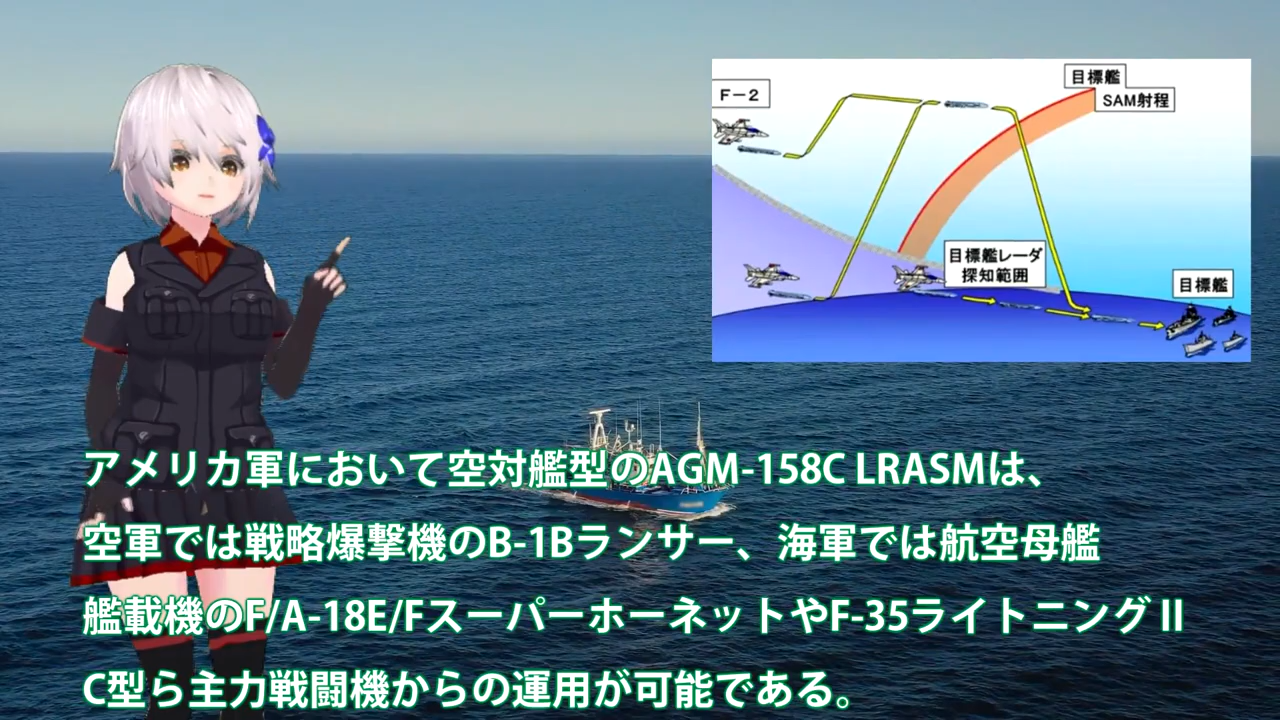 F－2
目標艦
SAM射程
目標艦レーダ
探知範囲
目標艦
アメリカ軍において空対艦型のAGM-158C LRASMは、
空軍では戦略爆撃機のB-1Bランサー、海軍では航空母艦
艦載機のF/A-18E/FスーパーホーネットやF-35ライトニングⅡ
C型ら主力戦闘機からの運用が可能である。